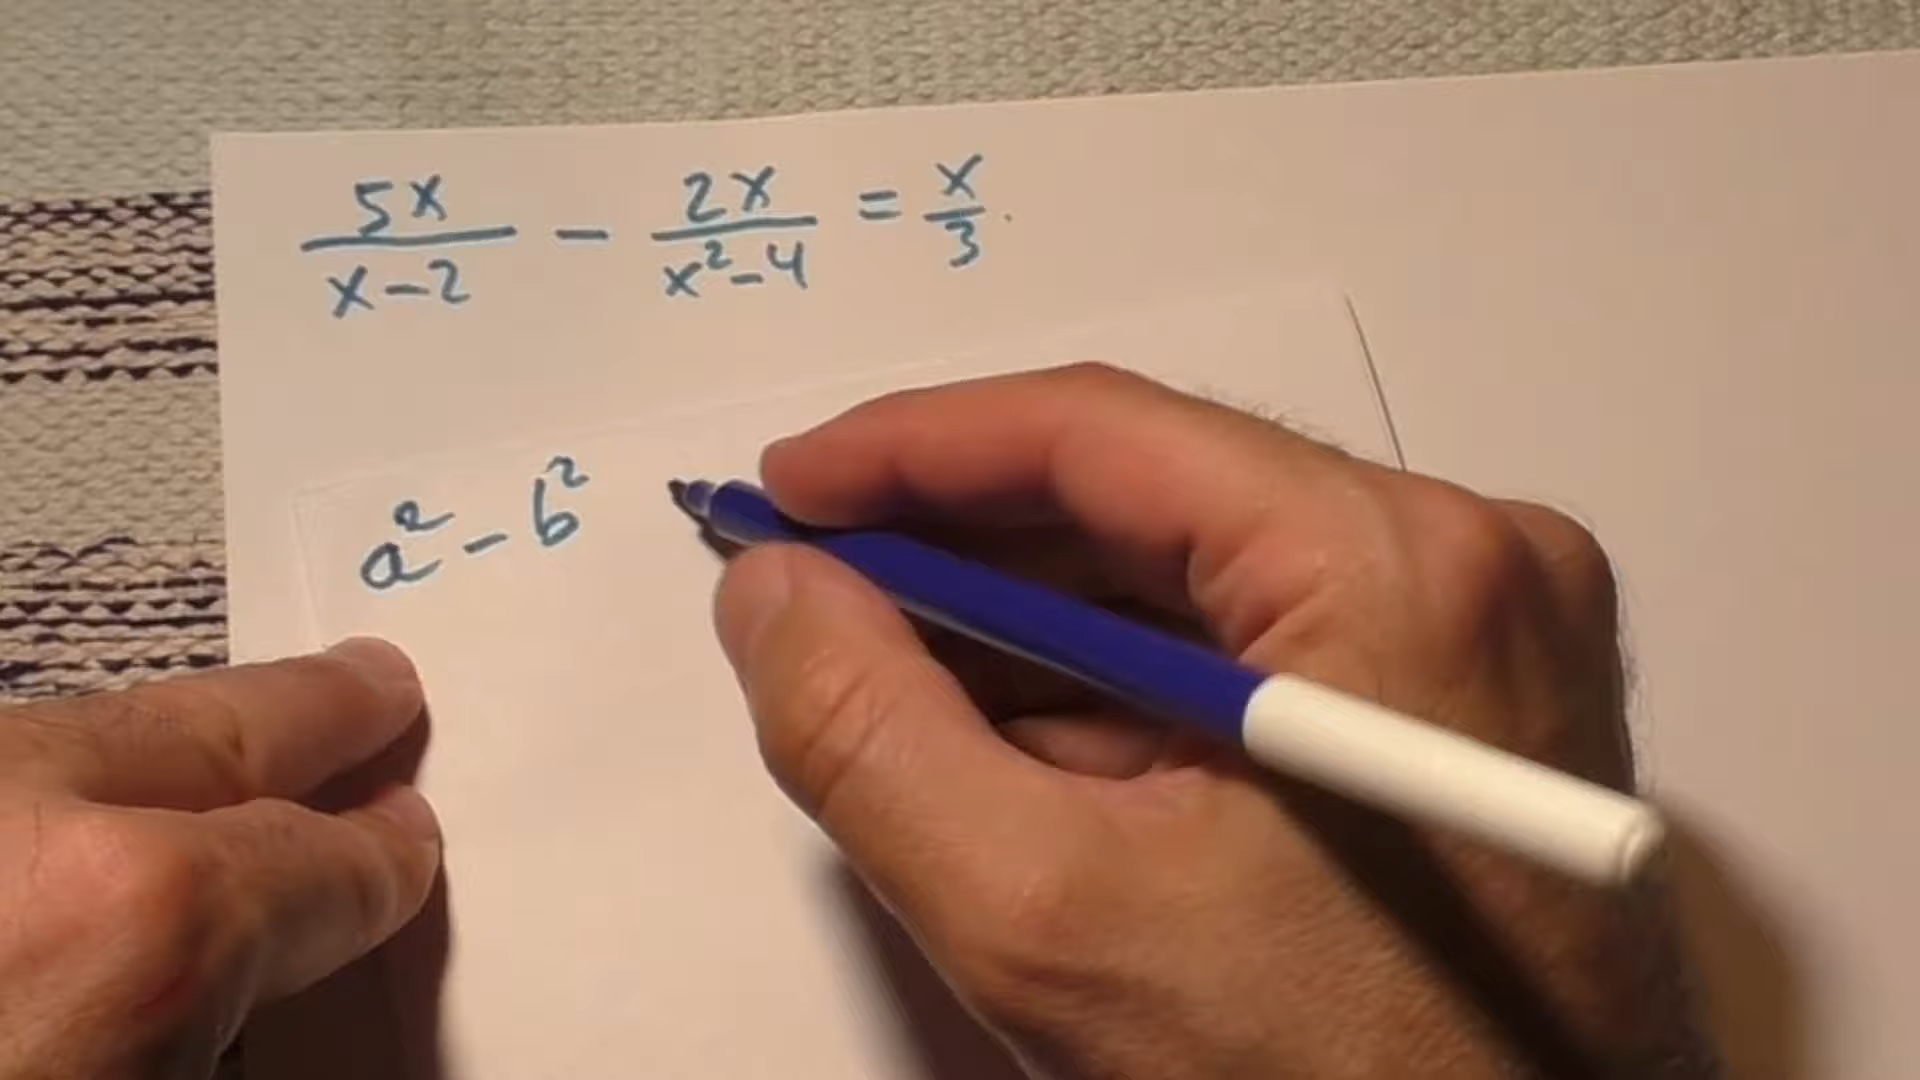 5x/(x-2) - 2x/(x²-4) = x/3.
a² - b²